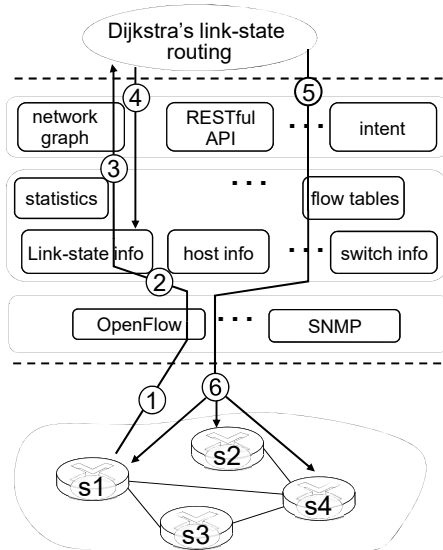 Dijkstra's link-state
routing
4
5
network
graph
RESTful
API
intent
3
statistics
flow tables
Link-state info
host info
switch info
2
OpenFlow
SNMP
1
6
s1
s2
s3
s4